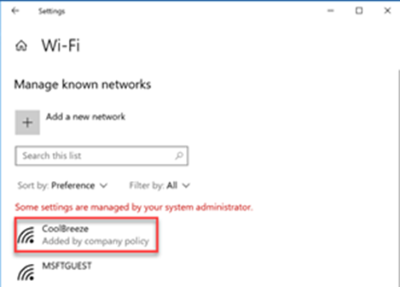 Settings
Wi-Fi
Manage known networks
Add a new network
Search this list
Sort by: Preference Filter by: All
Some settings are managed by your system administrator.
CoolBreeze
Added by company policy
MSFTGUEST